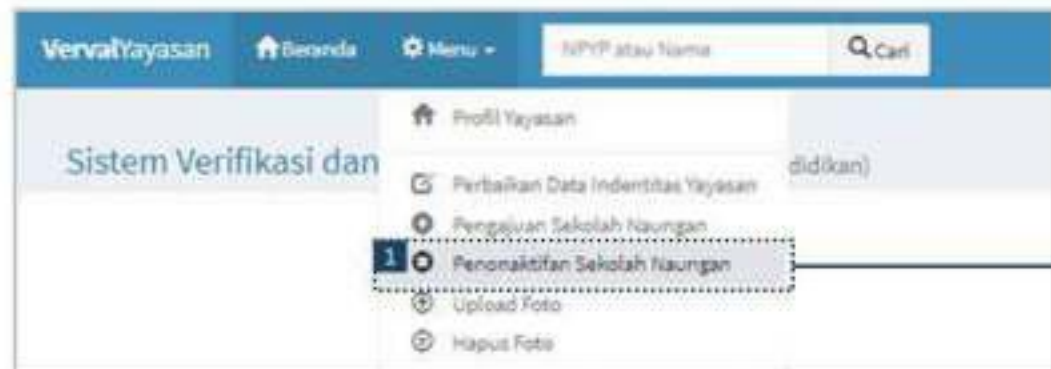 VervalYayasan Beranda Menu NPYP atau Nama Cari
Profil Yayasan
Sistem Verifikasi dan didikan)
Perbaikan Data Indentitas Yayasan
Pengajuan Sekolah Naungan
1 Penonaktifan Sekolah Naungan
Upload Foto
Hapus Foto